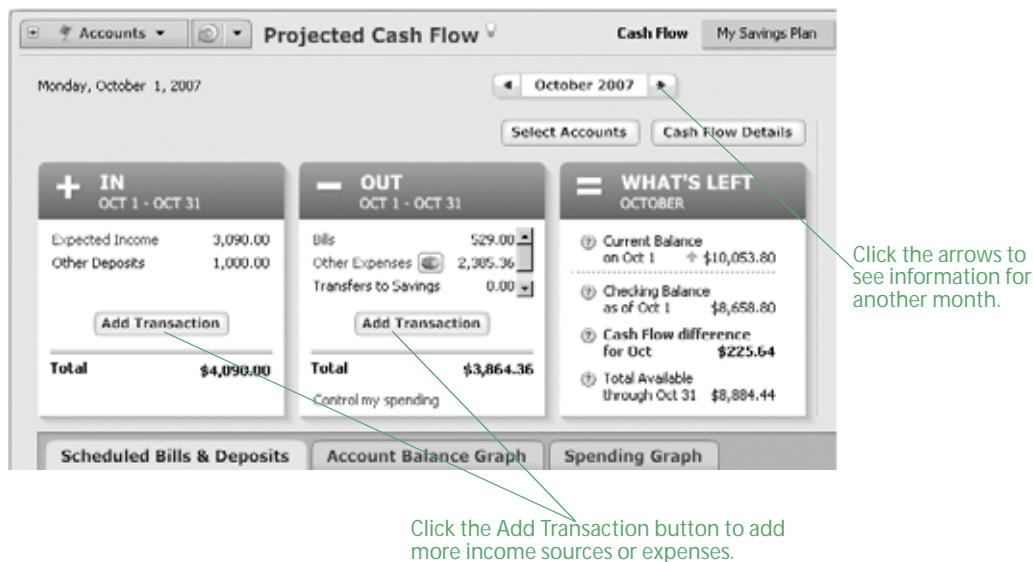 Accounts
Projected Cash Flow
Cash Flow
My Savings Plan
Monday, October 1, 2007
October 2007
Select Accounts
Cash Flow Details
+ IN
OCT 1 - OCT 31
Expected Income 3,090.00
Other Deposits 1,000.00
Add Transaction
Total $4,090.00
— OUT
OCT 1 - OCT 31
Bills 529.00
Other Expenses 2,305.36
Transfers to Savings 0.00
Add Transaction
Total $3,864.36
Control my spending
= WHAT'S LEFT
OCTOBER
Current Balance
on Oct 1 $10,053.80
Checking Balance
as of Oct 1 $8,658.80
Cash Flow difference
for Oct $225.64
Total Available
through Oct 31 $8,884.44
Scheduled Bills & Deposits
Account Balance Graph
Spending Graph
Click the arrows to
see information for
another month.
Click the Add Transaction button to add
more income sources or expenses.